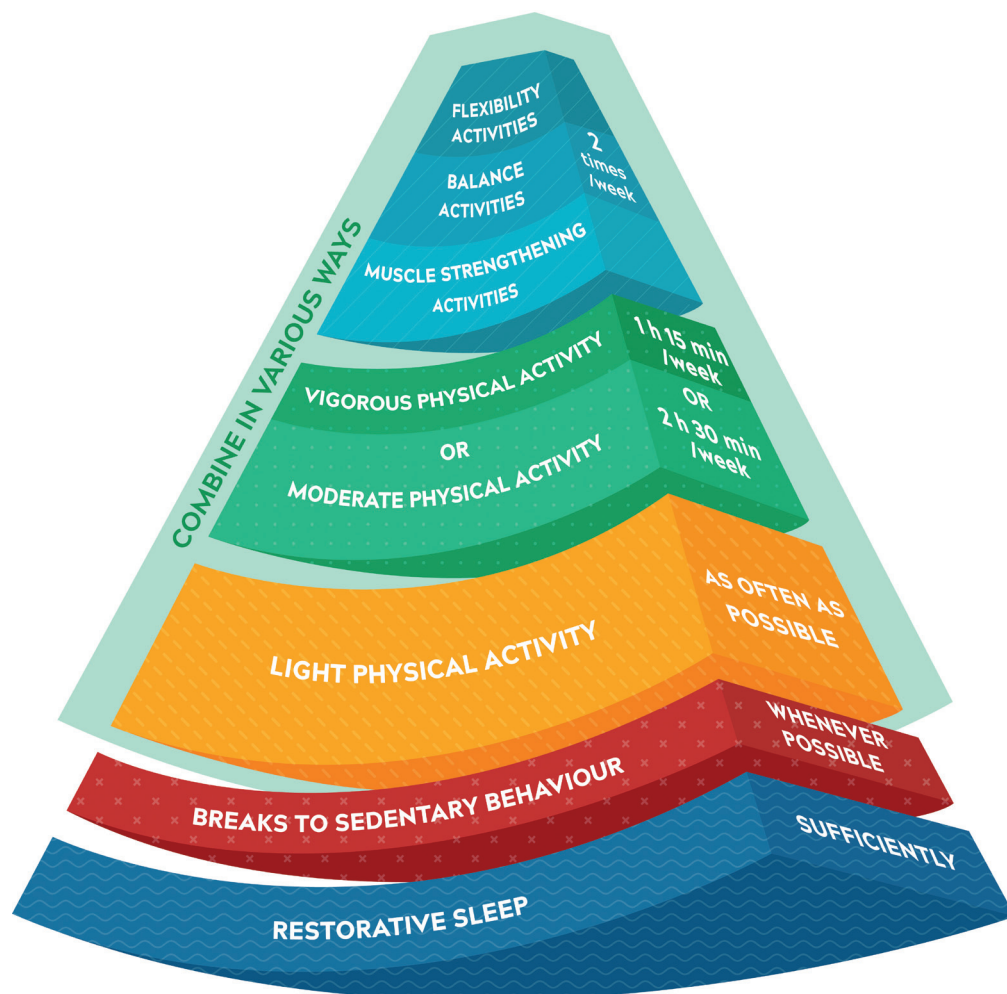 COMBINE IN VARIOUS WAYS
FLEXIBILITY
ACTIVITIES
BALANCE
ACTIVITIES
MUSCLE STRENGTHENING
ACTIVITIES
2
times
/week
VIGOROUS PHYSICAL ACTIVITY
1 h 15 min
/week
OR
OR
MODERATE PHYSICAL ACTIVITY
2 h 30 min
/week
LIGHT PHYSICAL ACTIVITY
AS OFTEN AS
POSSIBLE
BREAKS TO SEDENTARY BEHAVIOUR
WHENEVER
POSSIBLE
RESTORATIVE SLEEP
SUFFICIENTLY